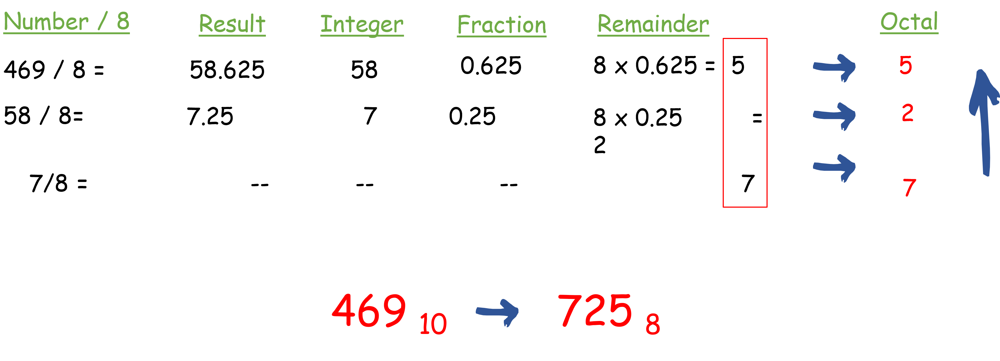 Number / 8 Result Integer Fraction Remainder Octal
469 / 8 = 58.625 58 0.625 8 x 0.625 = 5 5
58 / 8= 7.25 7 0.25 8 x 0.25 = 2
2
7/8 = -- -- -- 7 7
469 10 725 8